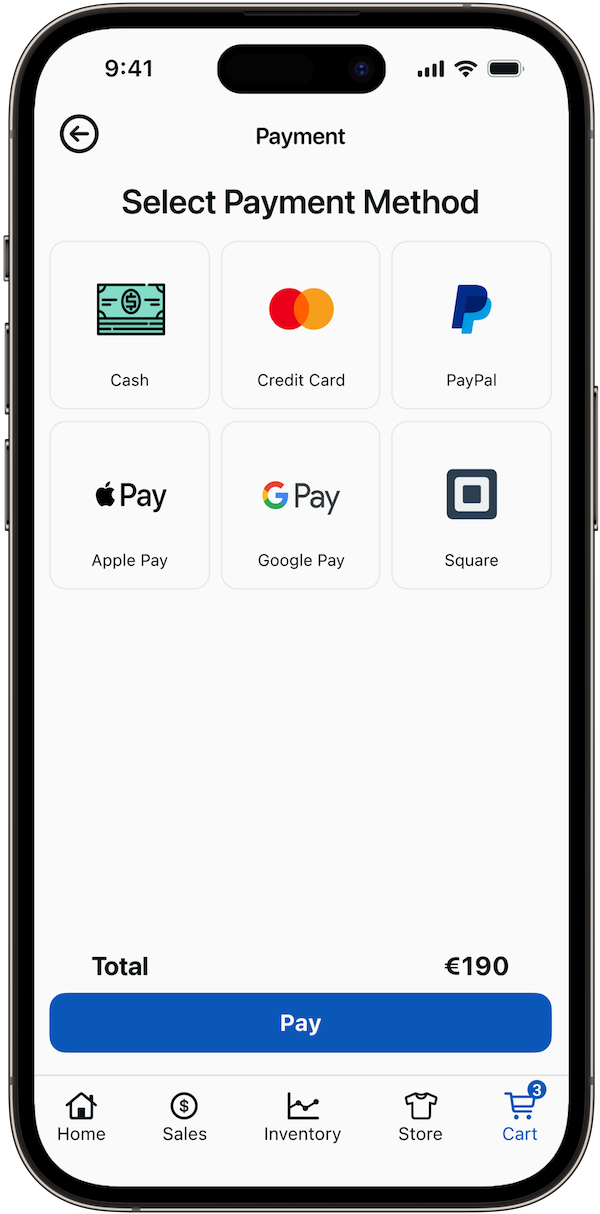 9:41
Payment
Select Payment Method
Cash
Credit Card
PayPal
Pay
Apple Pay
G Pay
Google Pay
Square
Total €190
Pay
3
Home Sales Inventory Store Cart